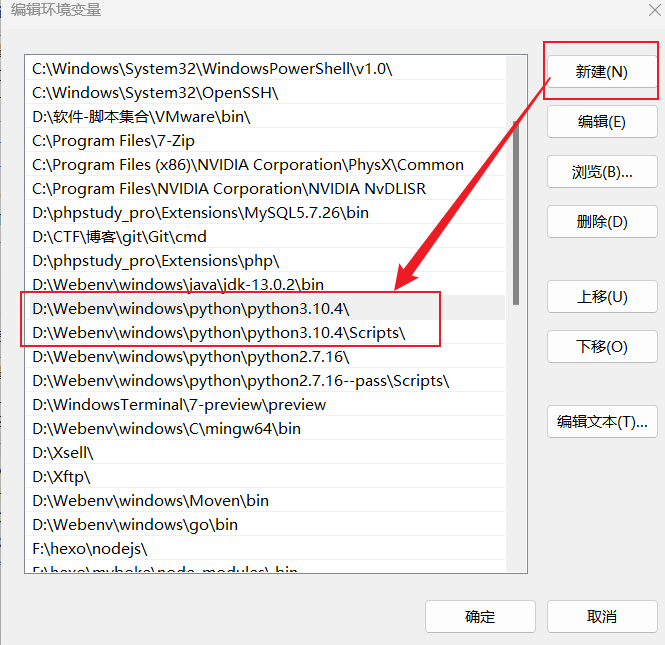 编辑环境变量
C:\Windows\System32\WindowsPowerShell\v1.0\
C:\Windows\System32\OpenSSH\
D:\软件-脚本集合\VMware\bin\
C:\Program Files\7-Zip
C:\Program Files (x86)\NVIDIA Corporation\PhysX\Common
C:\Program Files\NVIDIA Corporation\NVIDIA NvDLISR
D:\phpstudy_pro\Extensions\MySQL5.7.26\bin
D:\CTF\博客\git\Git\cmd
D:\phpstudy_pro\Extensions\php\
D:\Webenv\windows\java\jdk-13.0.2\bin
D:\Webenv\windows\python\python3.10.4\
D:\Webenv\windows\python\python3.10.4\Scripts\
D:\Webenv\windows\python\python2.7.16\
D:\Webenv\windows\python\python2.7.16--pass\Scripts\
D:\WindowsTerminal\7-preview\preview
D:\Webenv\windows\C\mingw64\bin
D:\Xsell\
D:\Xftp\
D:\Webenv\windows\Moven\bin
D:\Webenv\windows\go\bin
F:\hexo\nodejs\
F:\hexo\myboke\node_modules\.bin
新建(N)
编辑(E)
浏览(B)...
删除(D)
上移(U)
下移(O)
编辑文本(T)...
确定
取消